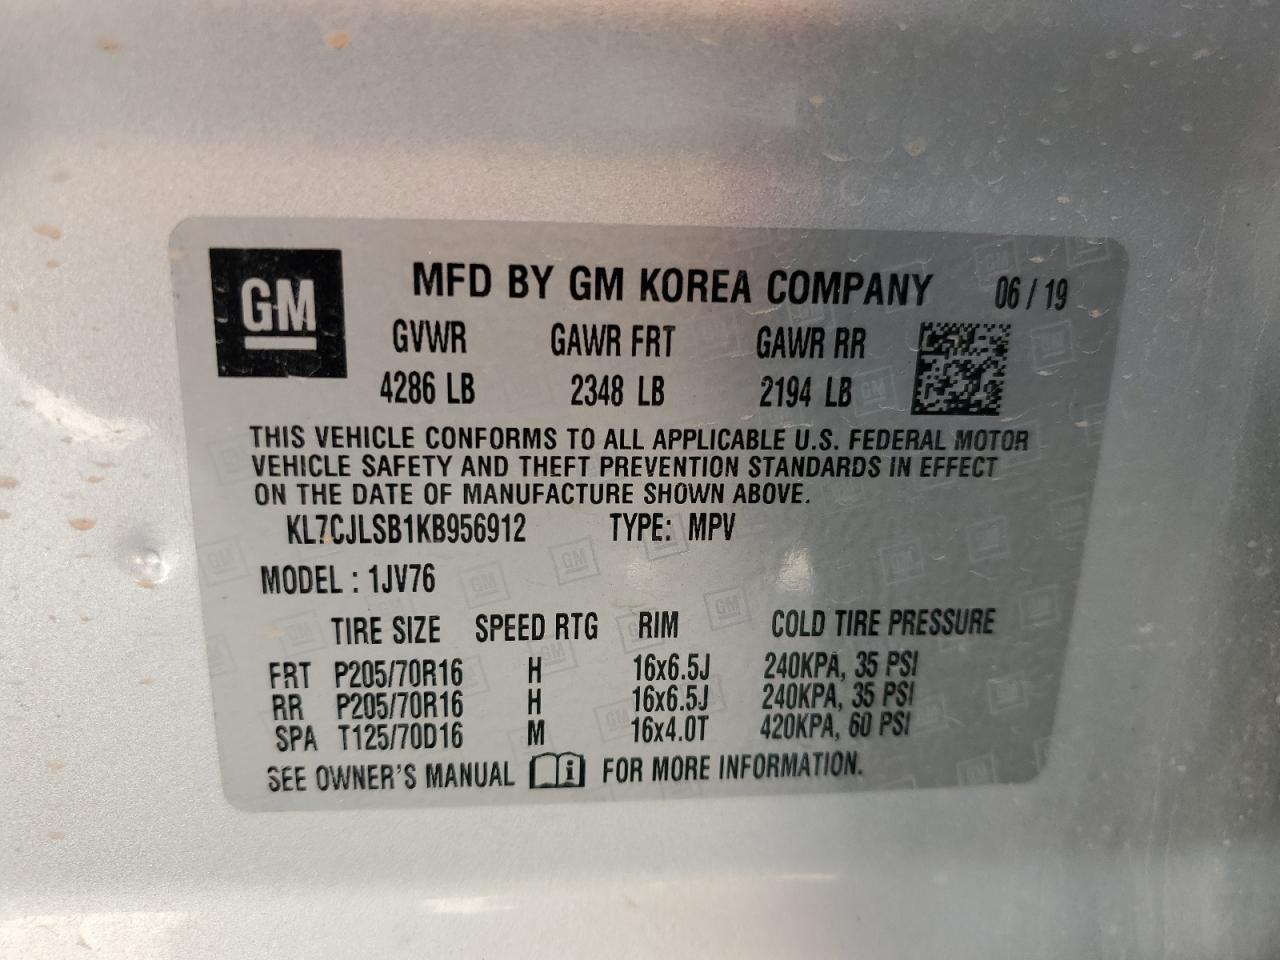 GM
MFD BY GM KOREA COMPANY 06 / 19
GVWR GAWR FRT GAWR RR
4286 LB 2348 LB 2194 LB
THIS VEHICLE CONFORMS TO ALL APPLICABLE U.S. FEDERAL MOTOR
VEHICLE SAFETY AND THEFT PREVENTION STANDARDS IN EFFECT
ON THE DATE OF MANUFACTURE SHOWN ABOVE.
KL7CJLSB1KB956912 TYPE: MPV
MODEL : 1JV76
TIRE SIZE SPEED RTG RIM COLD TIRE PRESSURE
FRT P205/70R16 H 16x6.5J 240KPA, 35 PSI
RR P205/70R16 H 16x6.5J 240KPA, 35 PSI
SPA T125/70D16 M 16x4.0T 420KPA, 60 PSI
SEE OWNER'S MANUAL i FOR MORE INFORMATION.